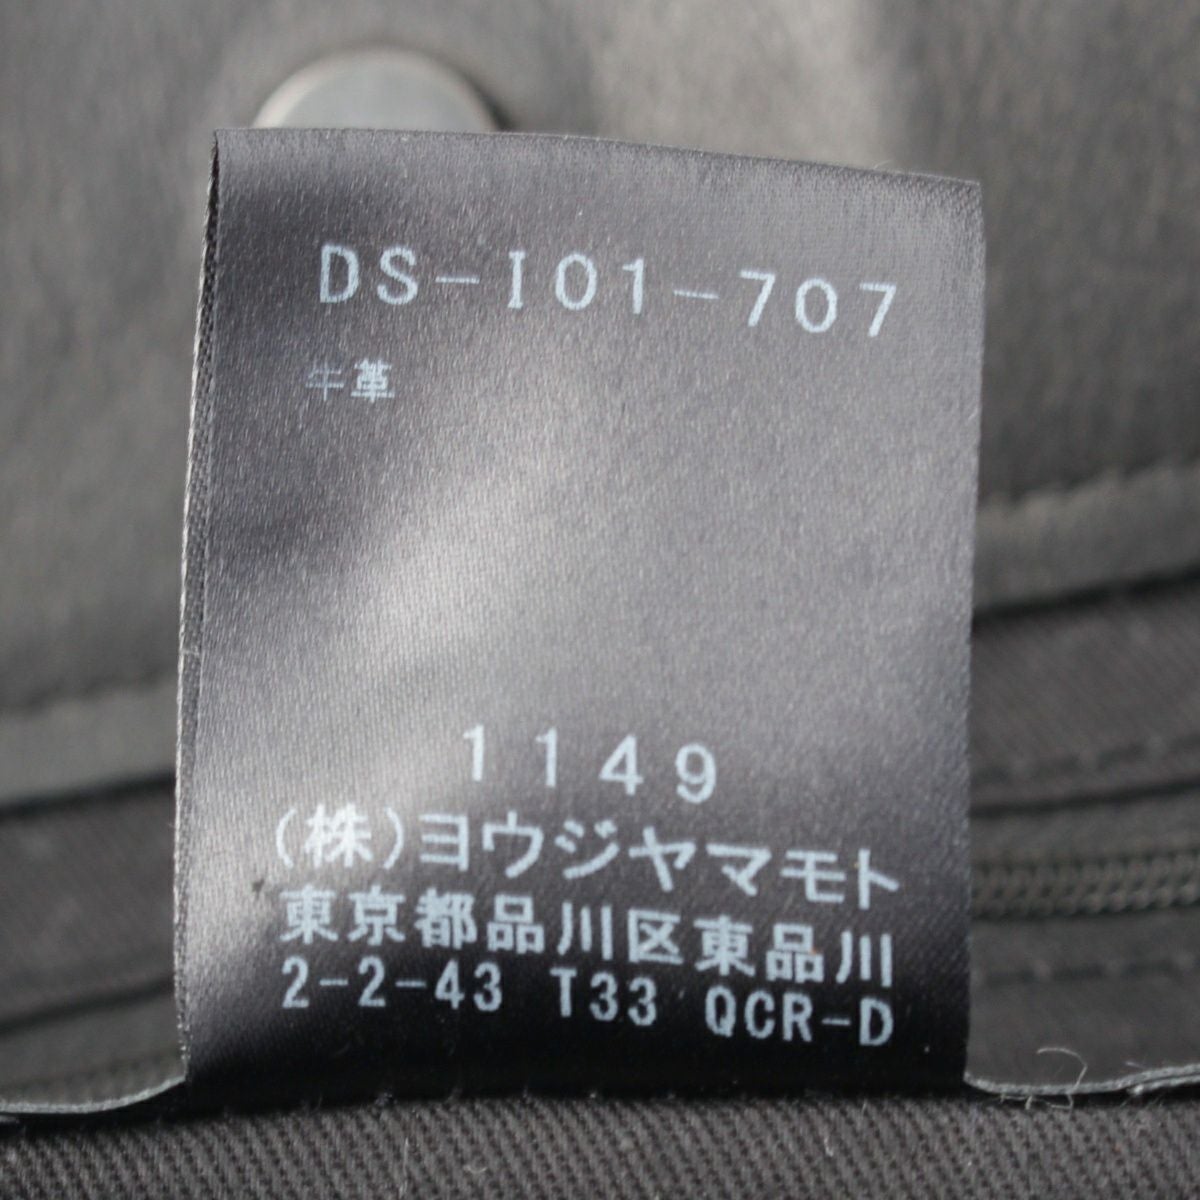 DS-I01-707
牛革
1149
(株)ヨウジヤマモト
東京都品川区東品川
2-2-43 T33 QCR-D